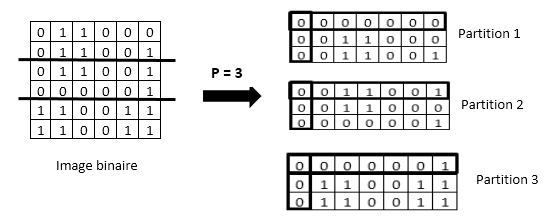 0 1 1 0 0 0
0 1 1 0 0 1
0 1 1 0 0 1
0 0 0 0 0 1
1 1 0 0 1 1
1 1 0 0 1 1
Image binaire
P = 3
0 0 0 0 0 0 0
0 0 1 1 0 0 0
0 0 1 1 0 0 1
Partition 1
0 0 1 1 0 0 1
0 0 1 1 0 0 0
0 0 0 0 0 0 1
Partition 2
0 0 0 0 0 0 1
0 1 1 0 0 1 1
0 1 1 0 0 1 1
Partition 3